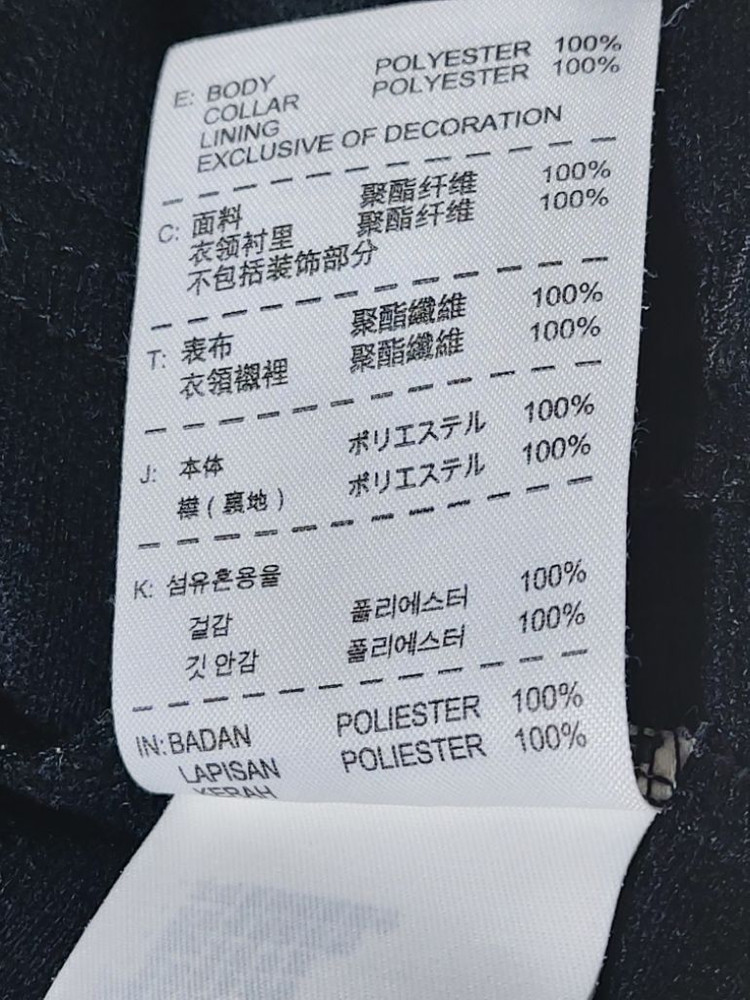 E: BODY POLYESTER 100%
COLLAR POLYESTER 100%
LINING
EXCLUSIVE OF DECORATION
C: 面料 聚酯纤维 100%
衣领衬里 聚酯纤维 100%
不包括装饰部分
T: 表布 聚酯纖維 100%
衣領襯裡 聚酯纖維 100%
J: 本体 ポリエステル 100%
襟(裏地) ポリエステル 100%
K: 섬유혼용율
겉감 폴리에스터 100%
깃 안감 폴리에스터 100%
IN: BADAN POLIESTER 100%
LAPISAN POLIESTER 100%
KERAH